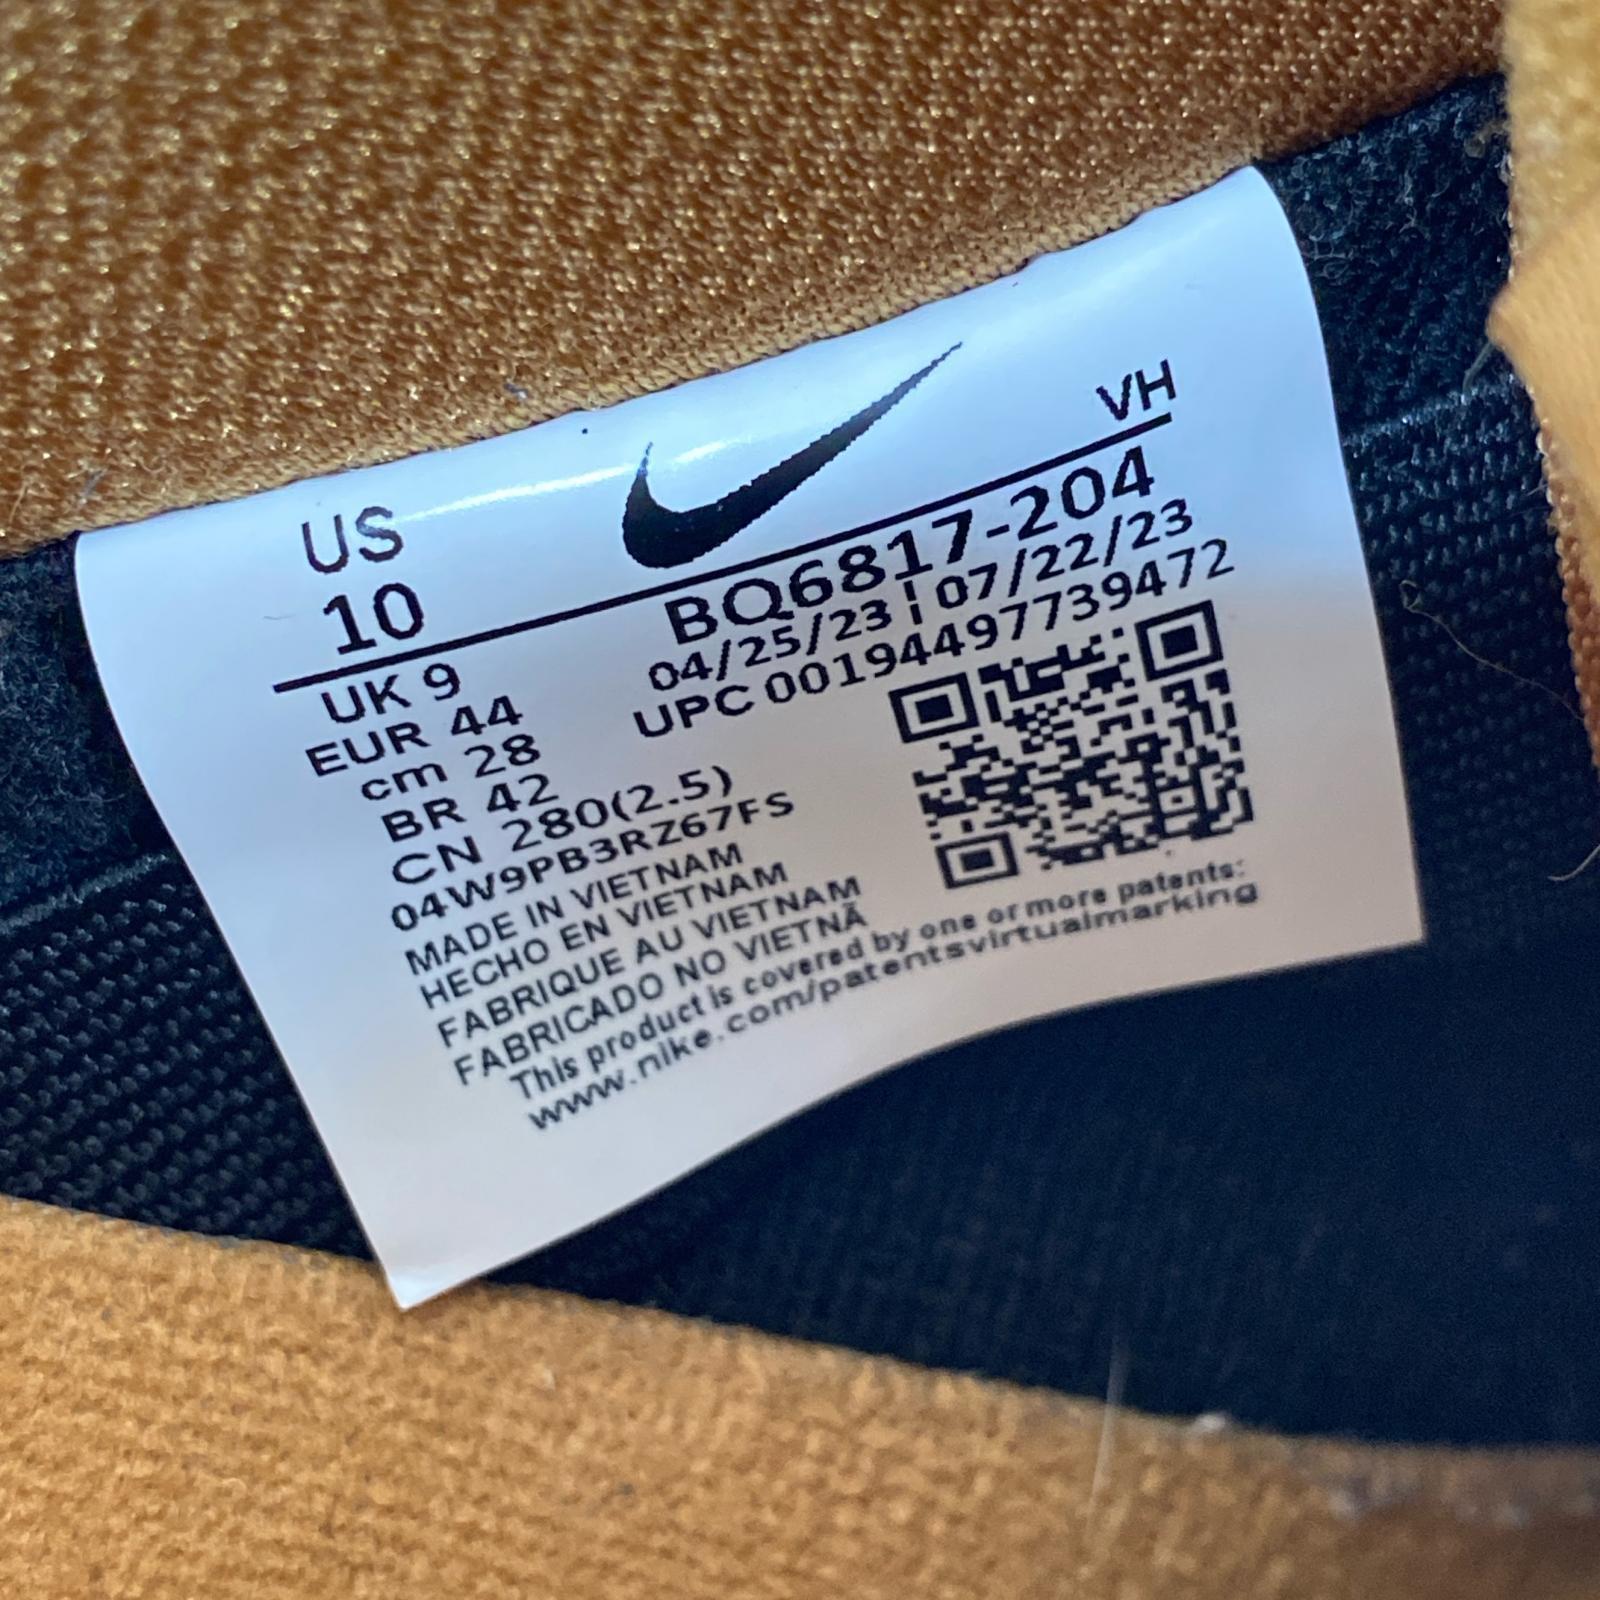 US
10
VH
UK 9
EUR 44
cm 28
BR 42
CN 280(2.5)
04W9PB3RZ67FS
BQ6817-204
04/25/23 ¦ 07/22/23
UPC 00194497739472
MADE IN VIETNAM
HECHO EN VIETNAM
FABRIQUE AU VIETNAM
FABRICADO NO VIETNÃ
This product is covered by one or more patents:
www.nike.com/patentsvirtualmarking